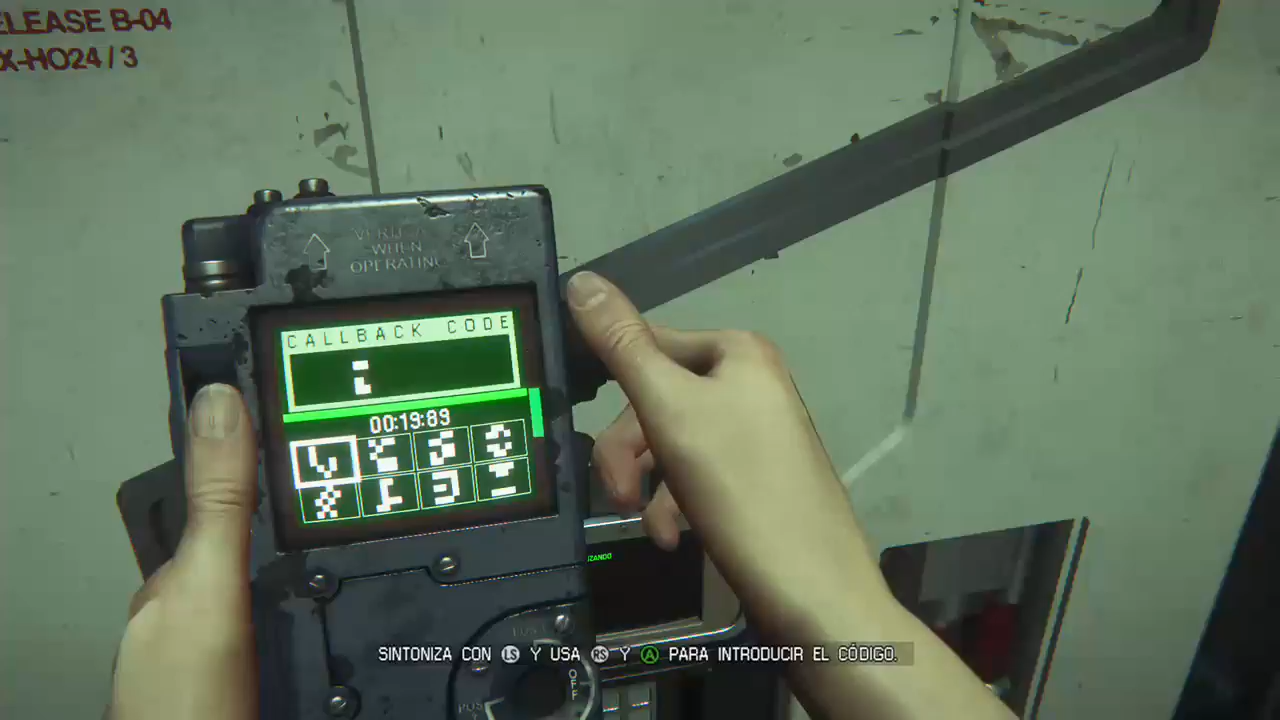 ELEASE B-04
X-HO24 / 3
WHEN
OPERATING
CALLBACK CODE
00:19:89
OFF
SINTONIZA CON LS Y USA RS Y A PARA INTRODUCIR EL CÓDIGO.